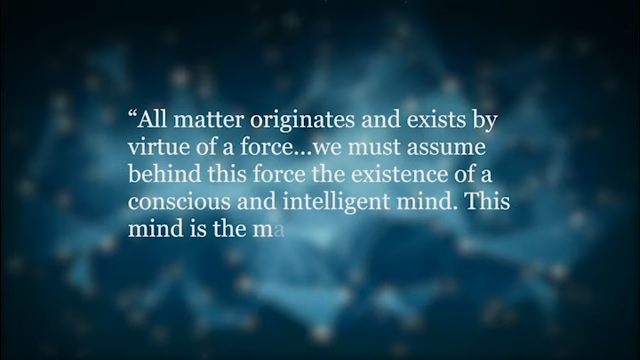 “All matter originates and exists by
virtue of a force...we must assume
behind this force the existence of a
conscious and intelligent mind. This
mind is the ma